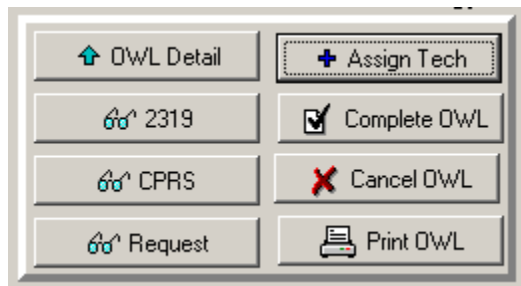 OWL Detail
Assign Tech
2319
Complete OWL
CPRS
Cancel OWL
Request
Print OWL